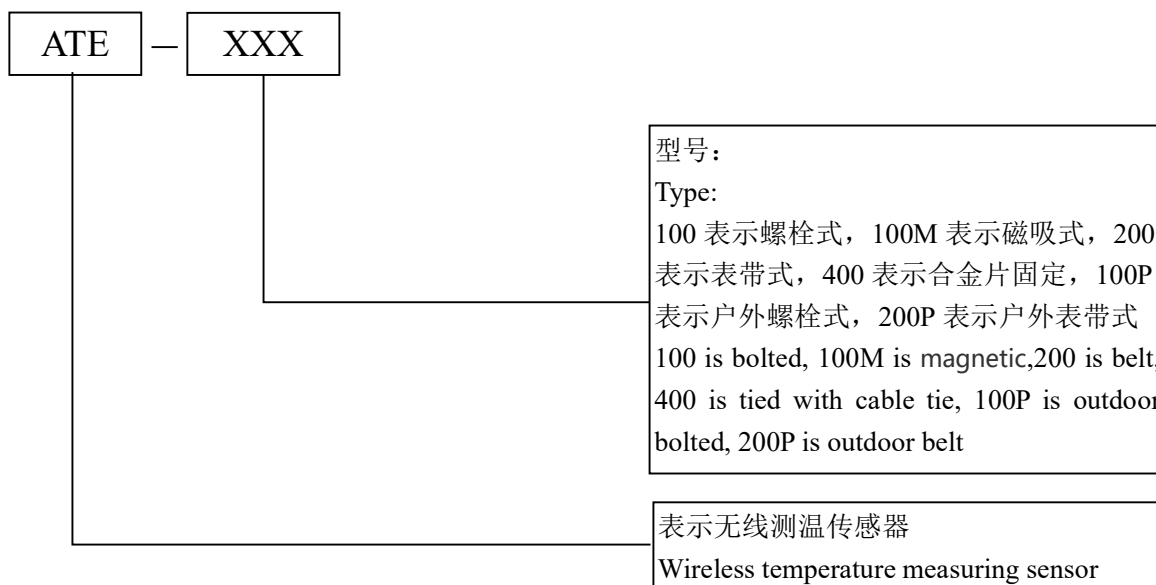 ATE — XXX
型号：
Type:
100 表示螺栓式，100M 表示磁吸式，200
表示表带式，400 表示合金片固定，100P
表示户外螺栓式，200P 表示户外表带式
100 is bolted, 100M is magnetic,200 is belt,
400 is tied with cable tie, 100P is outdoor
bolted, 200P is outdoor belt
表示无线测温传感器
Wireless temperature measuring sensor